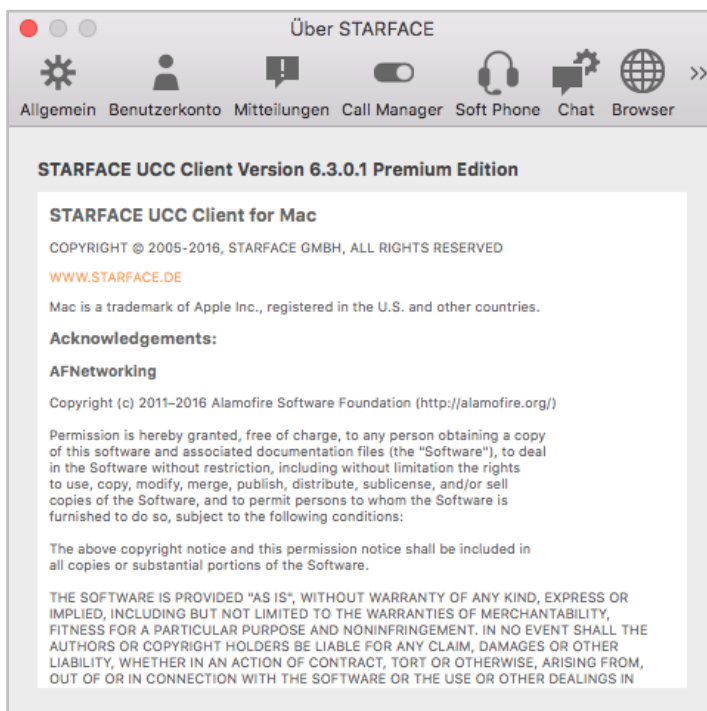 Über STARFACE
Allgemein Benutzerkonto Mitteilungen Call Manager Soft Phone Chat Browser
STARFACE UCC Client Version 6.3.0.1 Premium Edition
STARFACE UCC Client for Mac
COPYRIGHT © 2005-2016, STARFACE GMBH, ALL RIGHTS RESERVED
WWW.STARFACE.DE
Mac is a trademark of Apple Inc., registered in the U.S. and other countries.
Acknowledgements:
AFNetworking
Copyright (c) 2011–2016 Alamofire Software Foundation (http://alamofire.org/)
Permission is hereby granted, free of charge, to any person obtaining a copy
of this software and associated documentation files (the "Software"), to deal
in the Software without restriction, including without limitation the rights
to use, copy, modify, merge, publish, distribute, sublicense, and/or sell
copies of the Software, and to permit persons to whom the Software is
furnished to do so, subject to the following conditions:
The above copyright notice and this permission notice shall be included in
all copies or substantial portions of the Software.
THE SOFTWARE IS PROVIDED "AS IS", WITHOUT WARRANTY OF ANY KIND, EXPRESS OR
IMPLIED, INCLUDING BUT NOT LIMITED TO THE WARRANTIES OF MERCHANTABILITY,
FITNESS FOR A PARTICULAR PURPOSE AND NONINFRINGEMENT. IN NO EVENT SHALL THE
AUTHORS OR COPYRIGHT HOLDERS BE LIABLE FOR ANY CLAIM, DAMAGES OR OTHER
LIABILITY, WHETHER IN AN ACTION OF CONTRACT, TORT OR OTHERWISE, ARISING FROM,
OUT OF OR IN CONNECTION WITH THE SOFTWARE OR THE USE OR OTHER DEALINGS IN